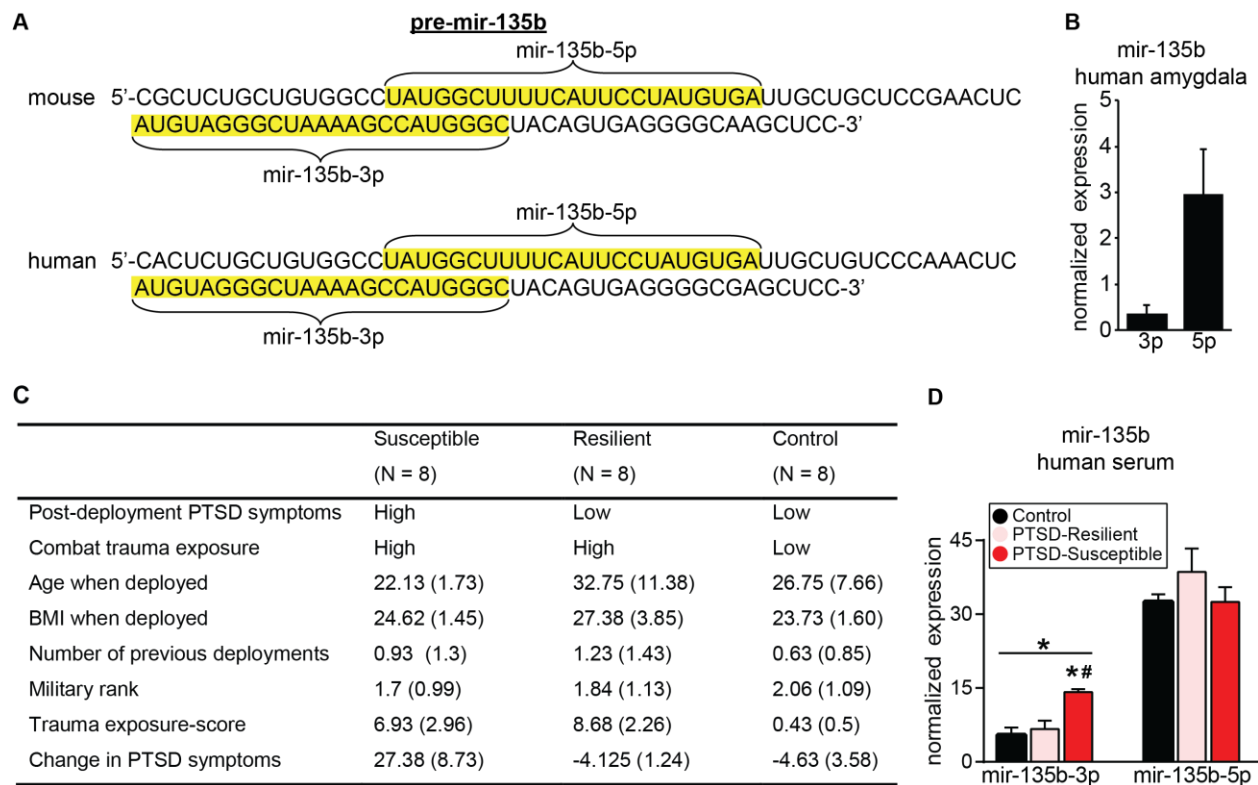 A
pre-mir-135b
mir-135b-5p
mouse 5’-CGCUCUGCUGUGGCCUAUGGCUUUUCAUUCCUAUGUGAUUGCUGCUCCGAACUC
AUGUAGGGCUAAAAGCCAUGGGCUACAGUGAGGGGCAAGCUCC-3’
mir-135b-3p
mir-135b-5p
human 5’-CACUCUGCUGUGGCCUAUGGCUUUUCAUUCCUAUGUGAUUGCUGUCCCAAACUC
AUGUAGGGCUAAAAGCCAUGGGCUACAGUGAGGGGCGAGCUCC-3’
mir-135b-3p
B
mir-135b
human amygdala
normalized expression
5
4
3
2
1
0
3p 5p
C
Susceptible Resilient Control
(N = 8) (N = 8) (N = 8)
Post-deployment PTSD symptoms High Low Low
Combat trauma exposure High High Low
Age when deployed 22.13 (1.73) 32.75 (11.38) 26.75 (7.66)
BMI when deployed 24.62 (1.45) 27.38 (3.85) 23.73 (1.60)
Number of previous deployments 0.93 (1.3) 1.23 (1.43) 0.63 (0.85)
Military rank 1.7 (0.99) 1.84 (1.13) 2.06 (1.09)
Trauma exposure-score 6.93 (2.96) 8.68 (2.26) 0.43 (0.5)
Change in PTSD symptoms 27.38 (8.73) -4.125 (1.24) -4.63 (3.58)
D
mir-135b
human serum
Control
PTSD-Resilient
PTSD-Susceptible
normalized expression
45
30
15
0
*
*#
mir-135b-3p mir-135b-5p